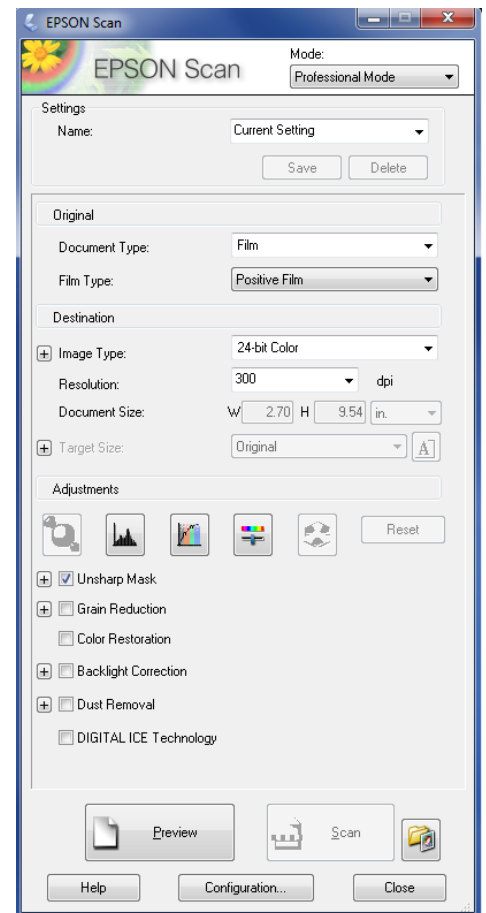 EPSON Scan
EPSON Scan
Mode:
Professional Mode
Settings
Name: Current Setting
Save Delete
Original
Document Type: Film
Film Type: Positive Film
Destination
Image Type: 24-bit Color
Resolution: 300 dpi
Document Size: W 2.70 H 9.54 in.
Target Size: Original A
Adjustments
Reset
Unsharp Mask
Grain Reduction
Color Restoration
Backlight Correction
Dust Removal
DIGITAL ICE Technology
Preview Scan
Help Configuration... Close